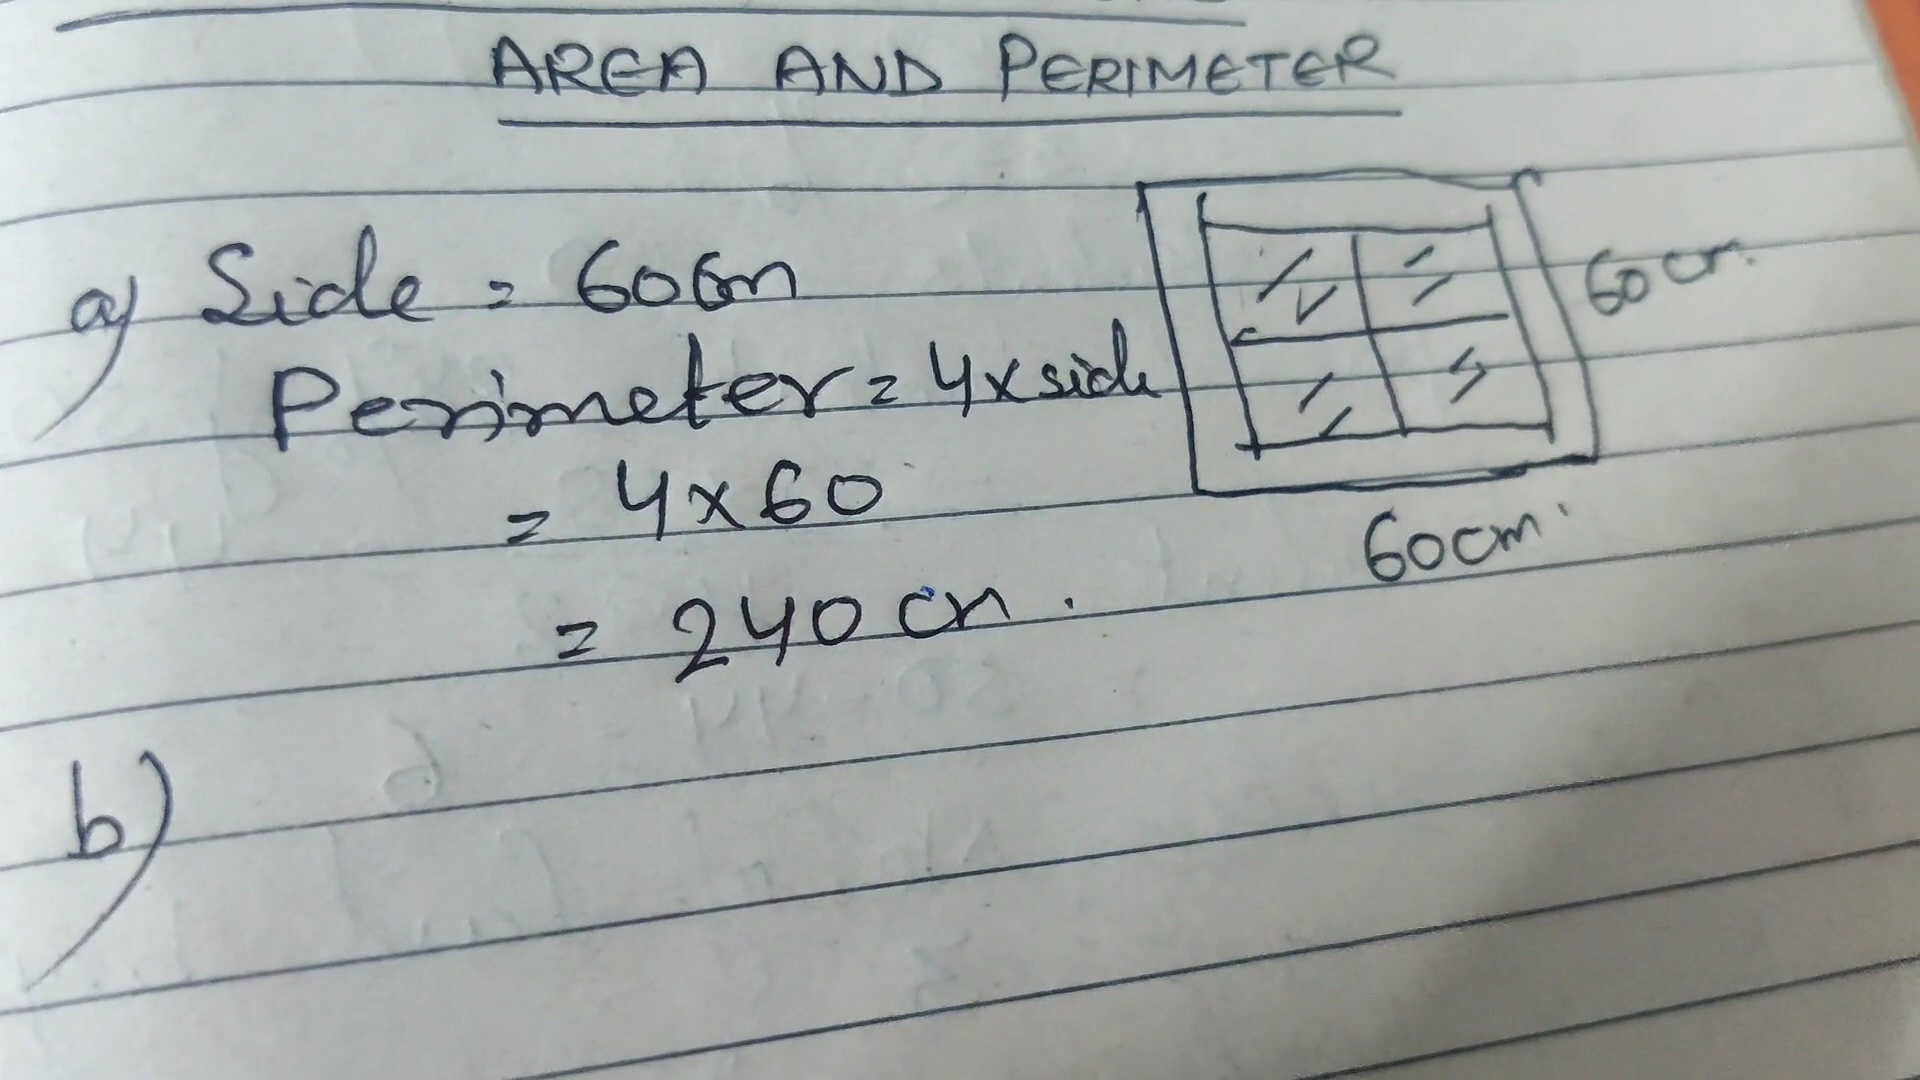 AREA AND PERIMETER
a) Side = 60cm
60cm.
Perimeter = 4 x side
= 4 x 60
60cm.
= 240 cm.
b)